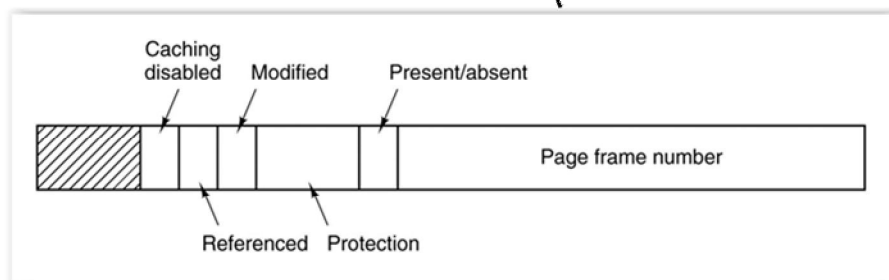 Caching
disabled
Modified
Present/absent
Page frame number
Referenced
Protection